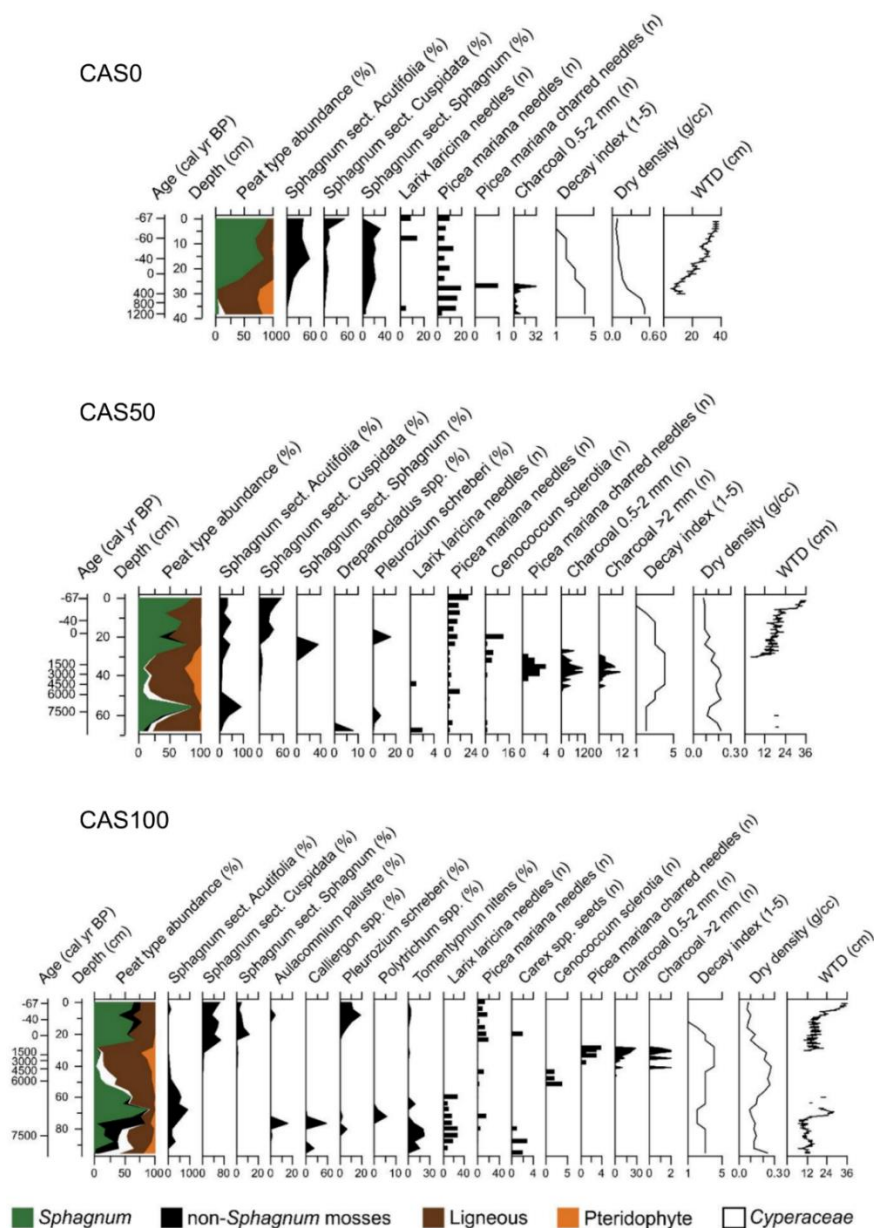 CAS0
Age (cal yr BP)
Depth (cm)
Peat type abundance (%)
Sphagnum sect. Acutifolia (%)
Sphagnum sect. Cuspidata (%)
Sphagnum sect. Sphagnum (%)
Larix laricina needles (n)
Picea mariana needles (n)
Picea mariana charred needles (n)
Charcoal 0.5-2 mm (n)
Decay index (1-5)
Dry density (g/cc)
WTD (cm)
-67 0
-60 10
-40 20
0
400 30
800
1200 40
0 50 100 0 60 0 60 0 40 0 20 0 20 0 1 0 32 1 5 0.0 0.6 20 40
CAS50
Age (cal yr BP)
Depth (cm)
Peat type abundance (%)
Sphagnum sect. Acutifolia (%)
Sphagnum sect. Cuspidata (%)
Sphagnum sect. Sphagnum (%)
Drepanocladus spp. (%)
Pleurozium schreberi (%)
Larix laricina needles (n)
Picea mariana needles (n)
Cenococcum sclerotia (n)
Picea mariana charred needles (n)
Charcoal 0.5-2 mm (n)
Charcoal >2 mm (n)
Decay index (1-5)
Dry density (g/cc)
WTD (cm)
-67 0
-40
0 20
1500
3000 40
4500
6000
7500 60
0 50 100 0 100 0 60 0 40 0 10 0 20 0 4 0 24 0 16 0 4 0 120 0 12 1 5 0.0 0.30 12 24 36
CAS100
Age (cal yr BP)
Depth (cm)
Peat type abundance (%)
Sphagnum sect. Acutifolia (%)
Sphagnum sect. Cuspidata (%)
Sphagnum sect. Sphagnum (%)
Aulacomnium palustre (%)
Calliergon spp. (%)
Pleurozium schreberi (%)
Polytrichum spp. (%)
Tomenthypnum nitens (%)
Larix laricina needles (n)
Picea mariana needles (n)
Carex spp. seeds (n)
Cenococcum sclerotia (n)
Picea mariana charred needles (n)
Charcoal 0.5-2 mm (n)
Charcoal >2 mm (n)
Decay index (1-5)
Dry density (g/cc)
WTD (cm)
-67 0
-40
0 20
1500
3000 40
4500
6000 60
7500 80
0 50 100 0 100 0 80 0 60 0 20 0 60 0 20 0 10 0 30 0 40 0 40 0 4 0 5 0 4 0 30 0 2 1 5 0.0 0.2 12 24 36
Sphagnum non-Sphagnum mosses Ligneous Pteridophyte Cyperaceae